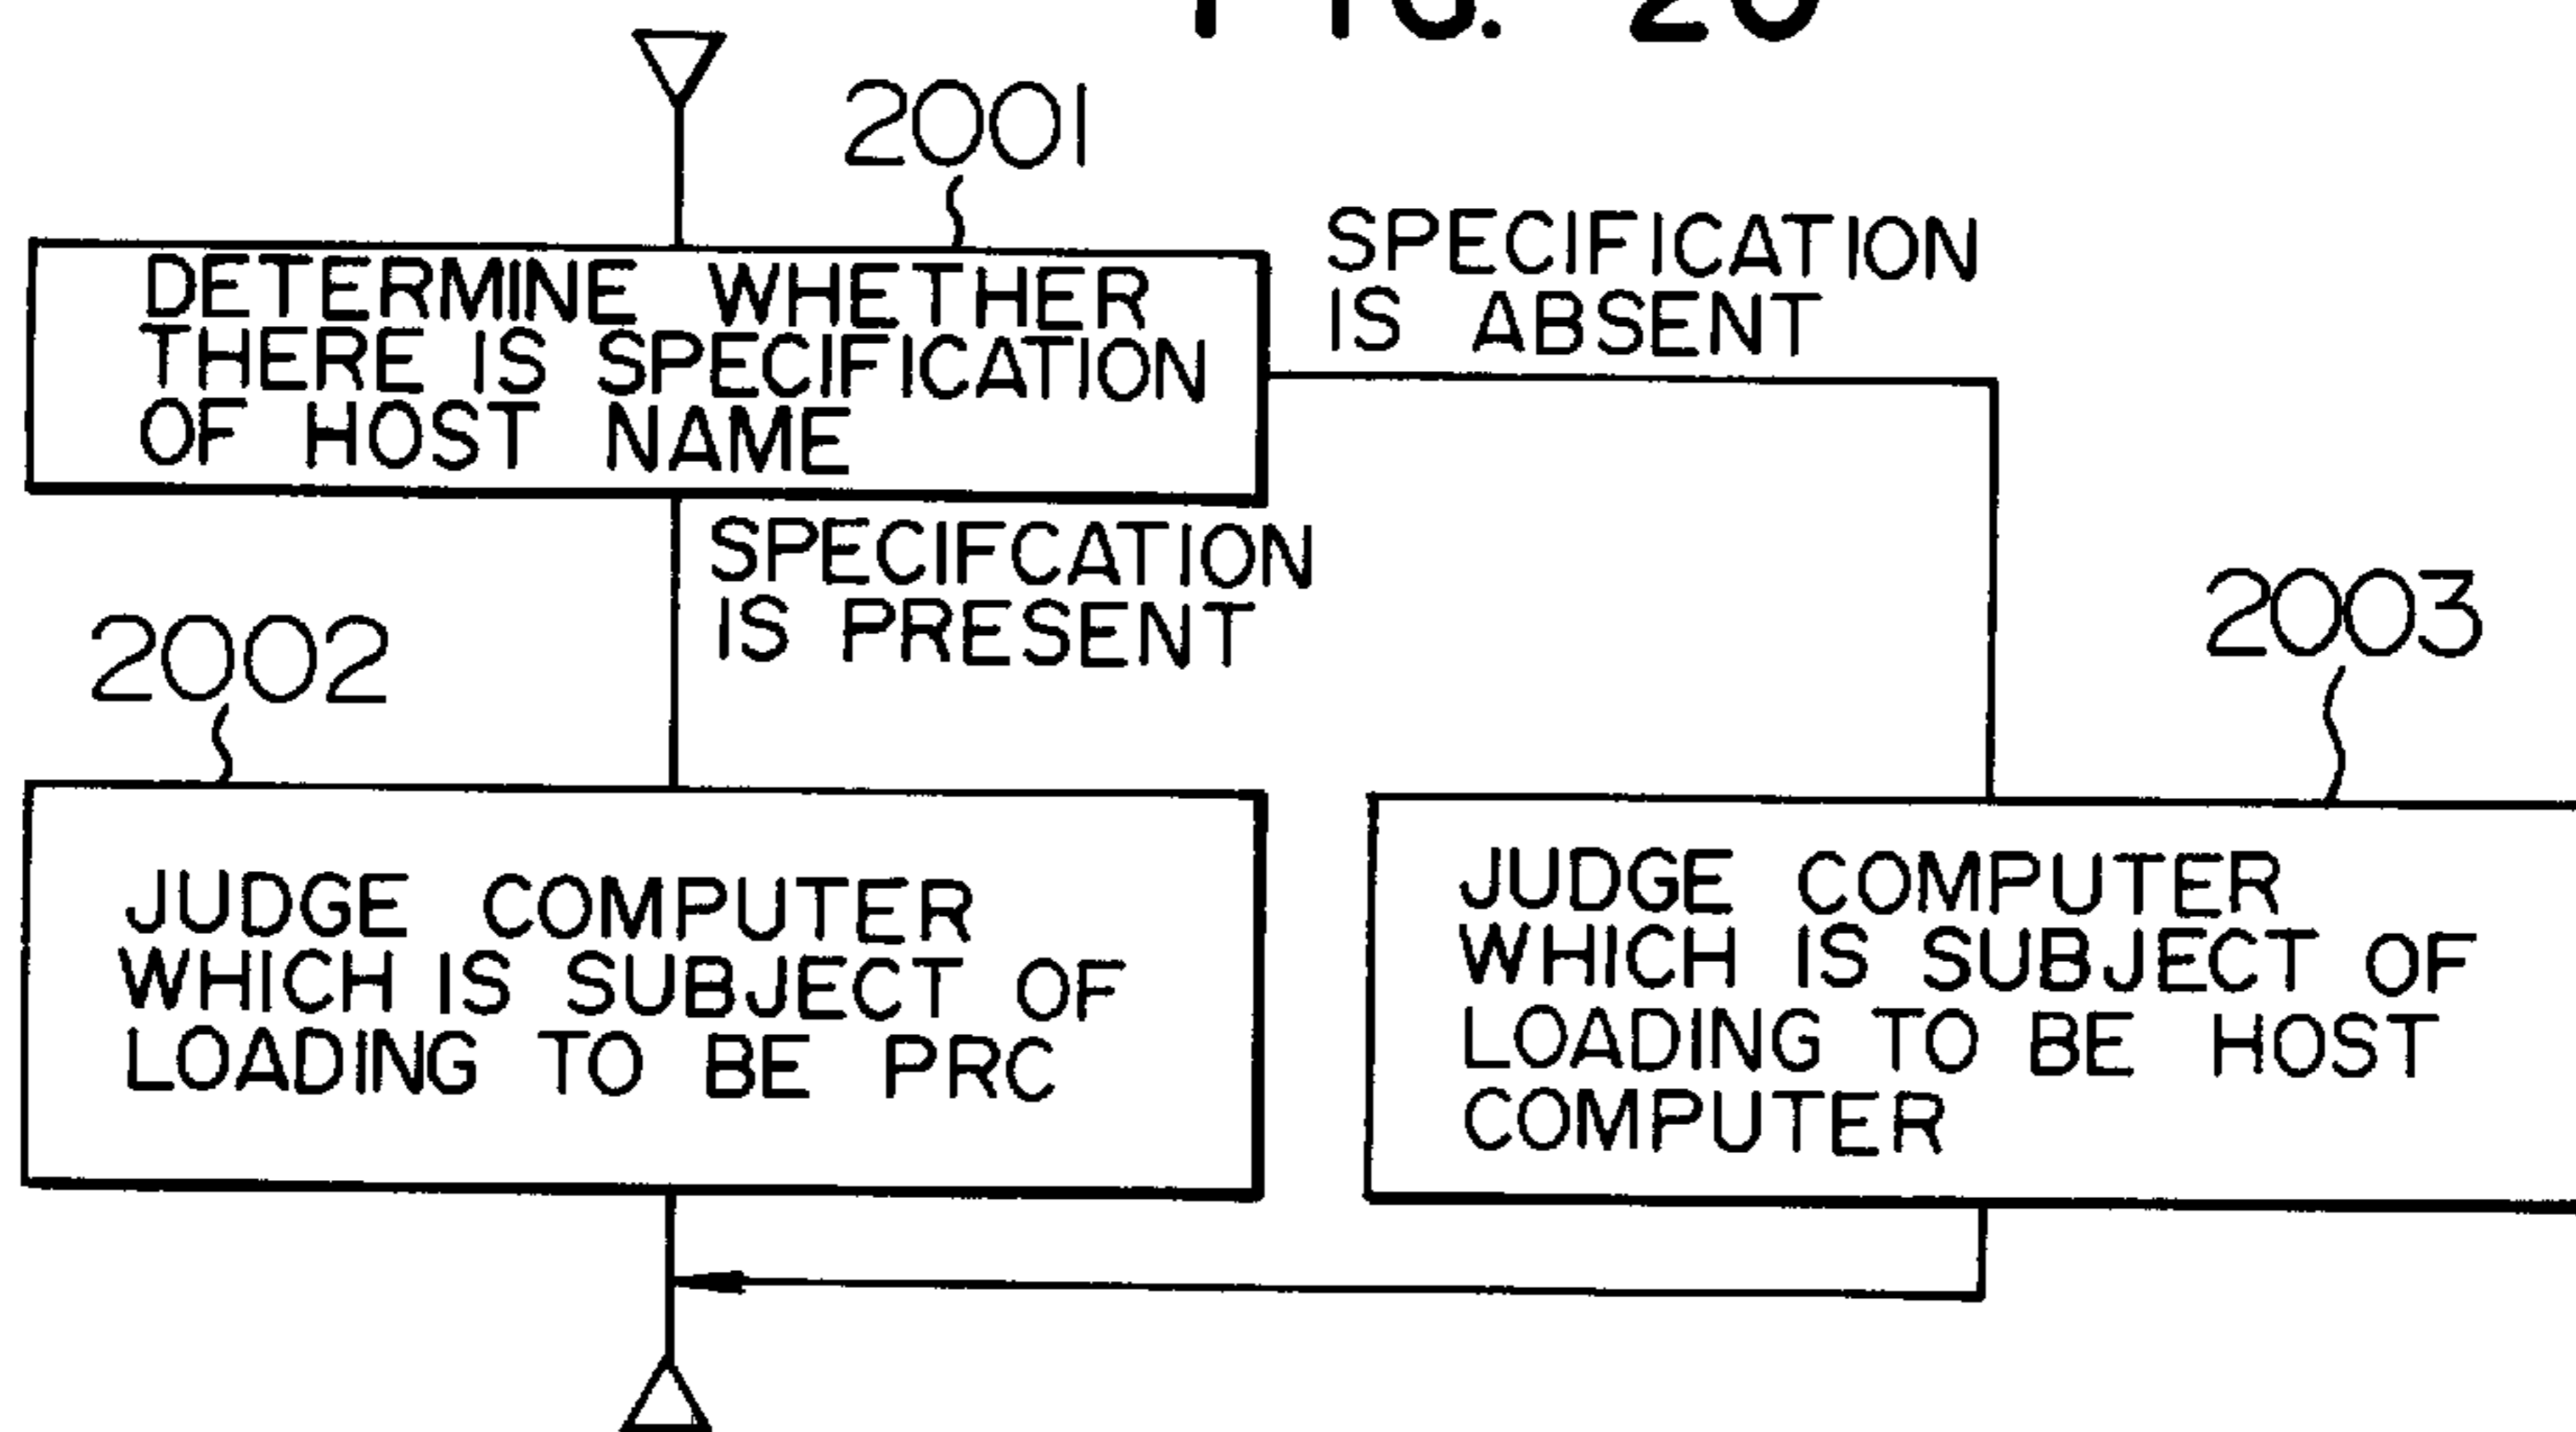 FIG. 20
2001
DETERMINE WHETHER
THERE IS SPECIFICATION
OF HOST NAME
SPECIFICATION
IS ABSENT
SPECIFCATION
IS PRESENT
2002
2003
JUDGE COMPUTER
WHICH IS SUBJECT OF
LOADING TO BE PRC
JUDGE COMPUTER
WHICH IS SUBJECT OF
LOADING TO BE HOST
COMPUTER